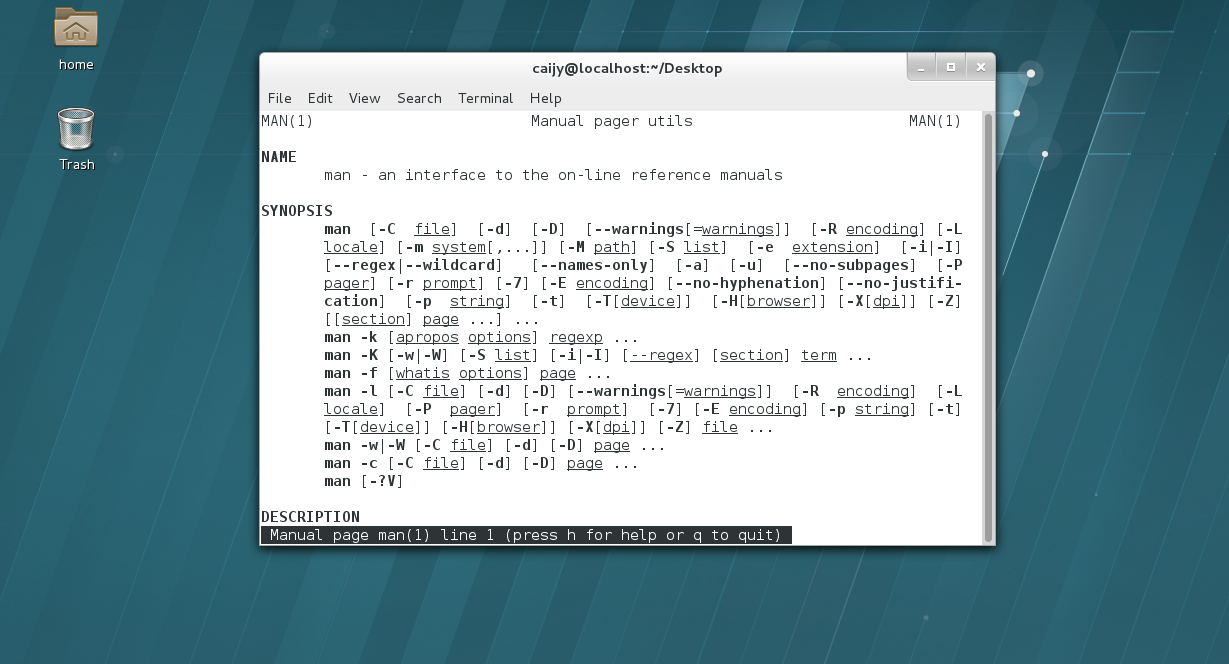 home
Trash
caijy@localhost:~/Desktop
File Edit View Search Terminal Help
MAN(1) Manual pager utils MAN(1)
NAME
man - an interface to the on-line reference manuals
SYNOPSIS
man [-C file] [-d] [-D] [--warnings[=warnings]] [-R encoding] [-L
locale] [-m system[,...]] [-M path] [-S list] [-e extension] [-i|-I]
[--regex|--wildcard] [--names-only] [-a] [-u] [--no-subpages] [-P
pager] [-r prompt] [-7] [-E encoding] [--no-hyphenation] [--no-justifi-
cation] [-p string] [-t] [-T[device]] [-H[browser]] [-X[dpi]] [-Z]
[[section] page ...] ...
man -k [apropos options] regexp ...
man -K [-w|-W] [-S list] [-i|-I] [--regex] [section] term ...
man -f [whatis options] page ...
man -l [-C file] [-d] [-D] [--warnings[=warnings]] [-R encoding] [-L
locale] [-P pager] [-r prompt] [-7] [-E encoding] [-p string] [-t]
[-T[device]] [-H[browser]] [-X[dpi]] [-Z] file ...
man -w|-W [-C file] [-d] [-D] page ...
man -c [-C file] [-d] [-D] page ...
man [-?V]
DESCRIPTION
Manual page man(1) line 1 (press h for help or q to quit)